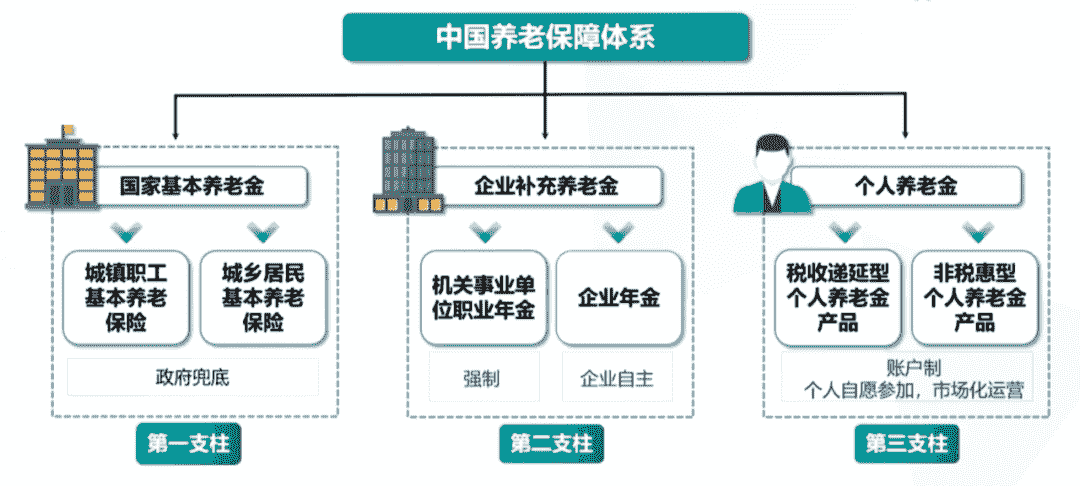 中国养老保障体系
国家基本养老金
城镇职工
基本养老
保险
城乡居民
基本养老
保险
政府兜底
第一支柱
企业补充养老金
机关事业单
位职业年金
企业年金
强制
企业自主
第二支柱
个人养老金
税收递延型
个人养老金
产品
非税惠型
个人养老金
产品
账户制
个人自愿参加，市场化运营
第三支柱